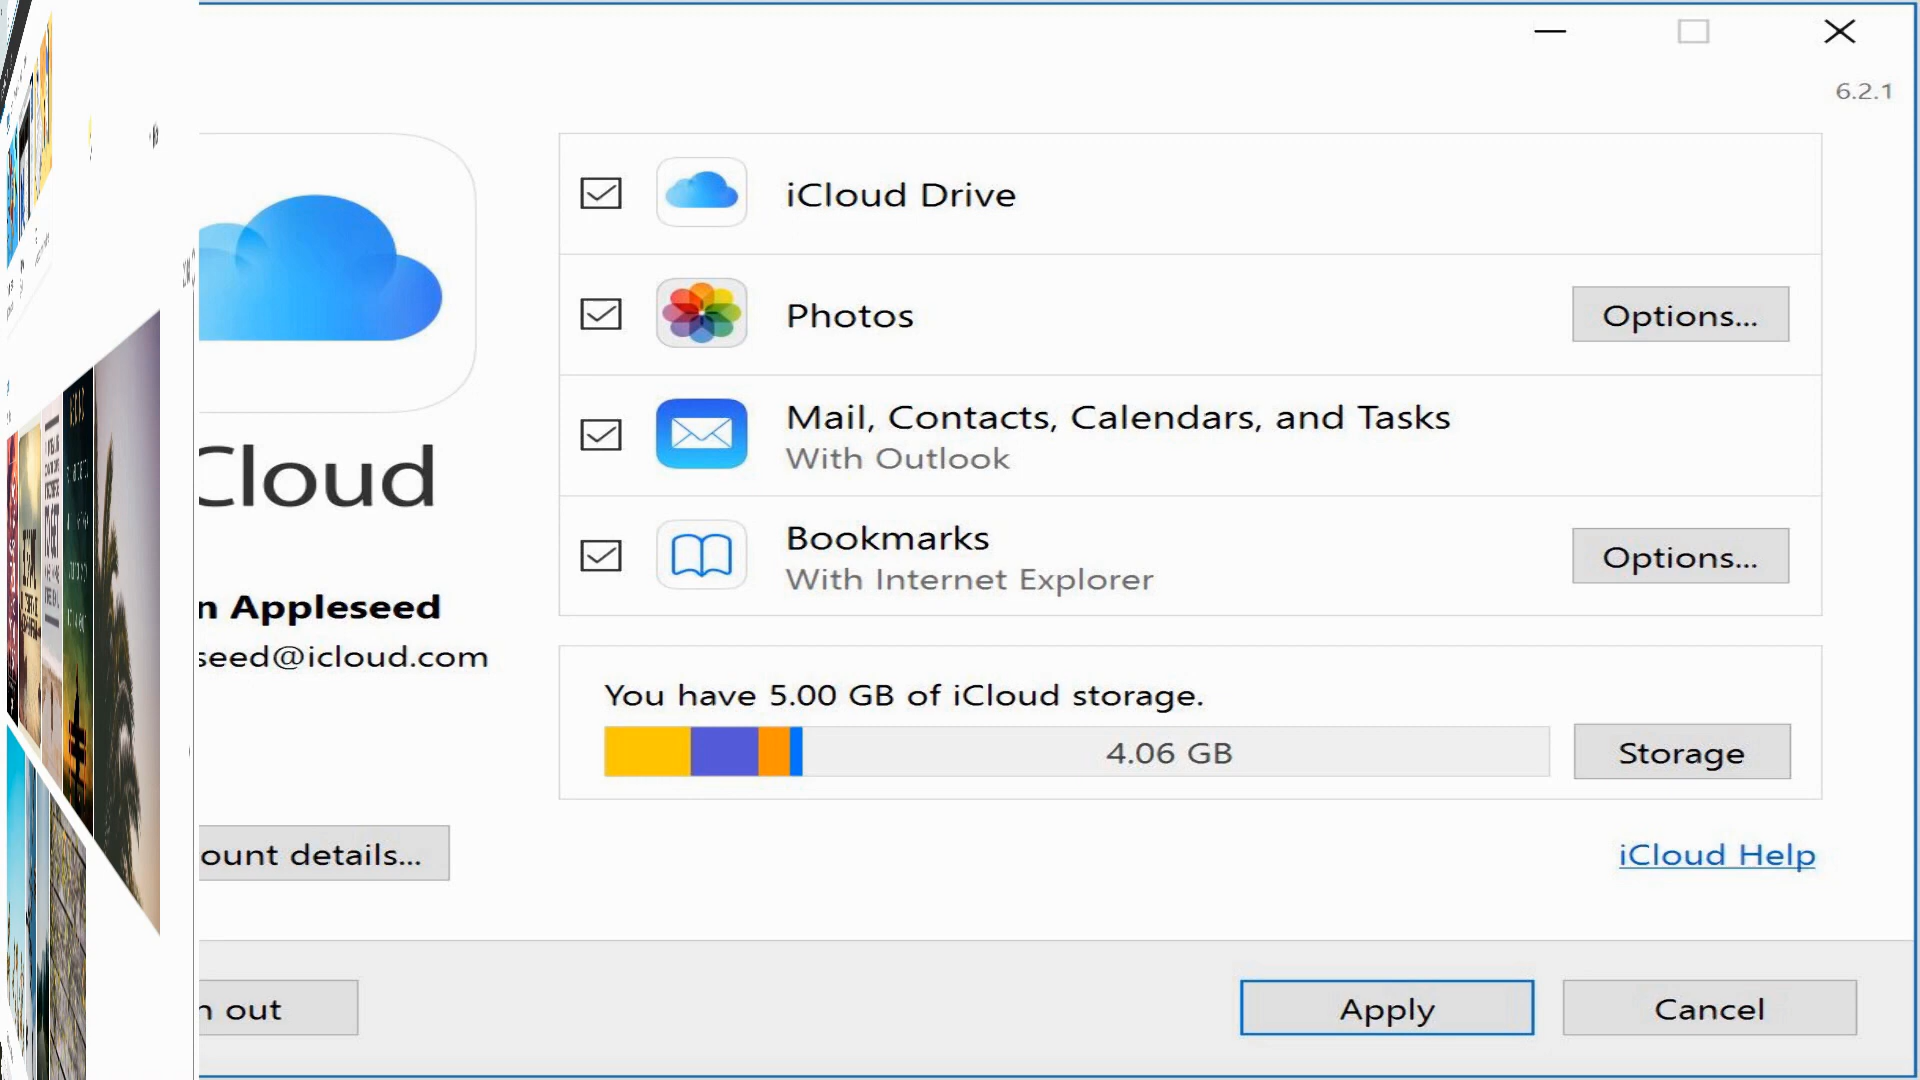 6.2.1
iCloud Drive
Photos
Options...
Mail, Contacts, Calendars, and Tasks
With Outlook
Cloud
Bookmarks
With Internet Explorer
Options...
n Appleseed
seed@icloud.com
You have 5.00 GB of iCloud storage.
4.06 GB
Storage
ount details...
iCloud Help
n out
Apply
Cancel